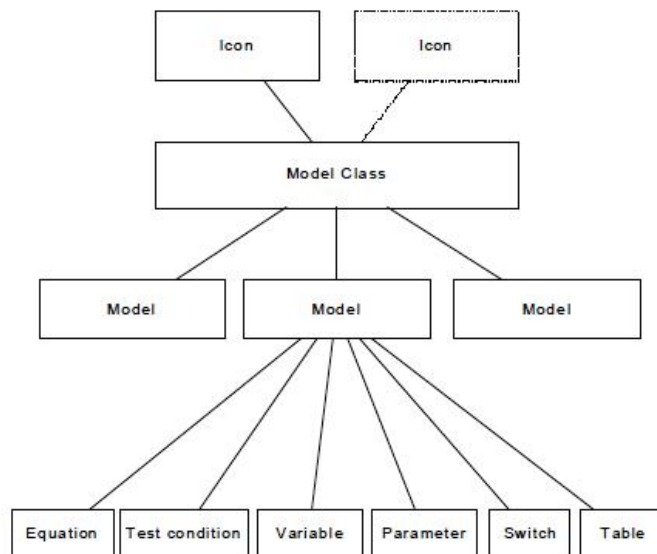 Icon
Icon
Model Class
Model
Model
Model
Equation
Test condition
Variable
Parameter
Switch
Table